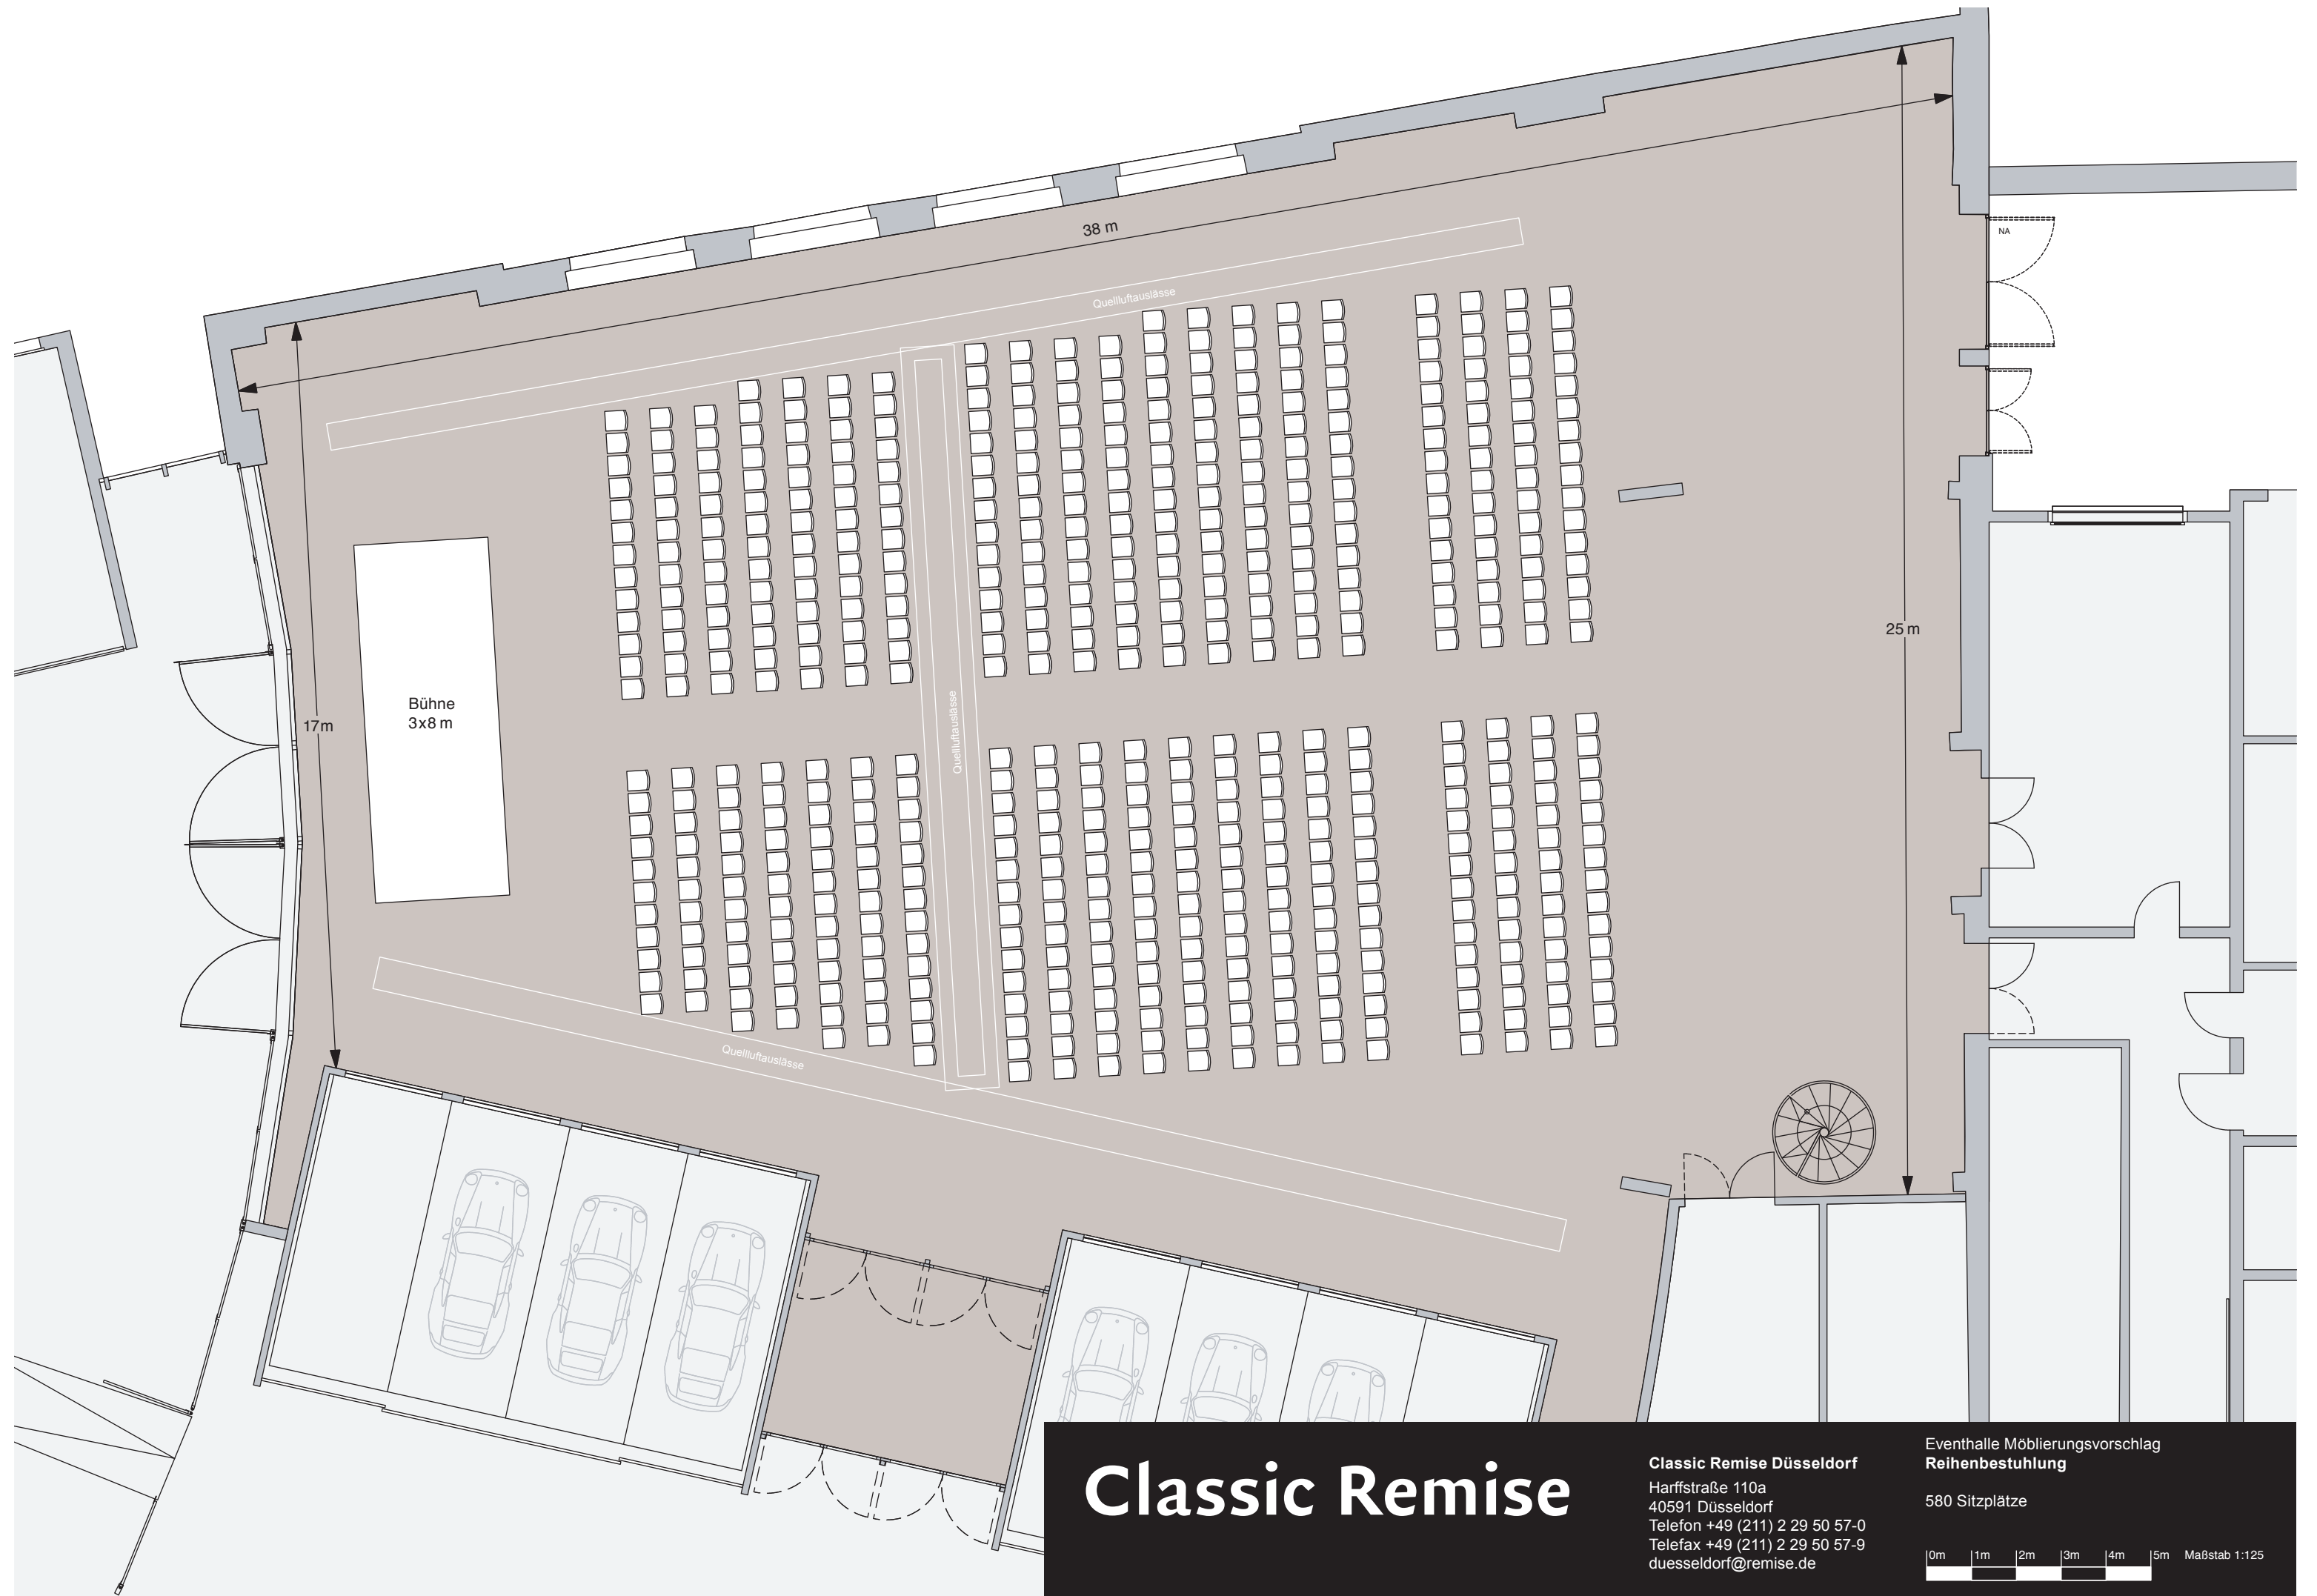 38 m
NA
Quellluftauslässe
25 m
Bühne
3x8 m
17m
Quellluftauslässe
Quellluftauslässe
Classic Remise
Classic Remise Düsseldorf
Harffstraße 110a
40591 Düsseldorf
Telefon +49 (211) 2 29 50 57-0
Telefax +49 (211) 2 29 50 57-9
duesseldorf@remise.de
Eventhalle Möblierungsvorschlag
Reihenbestuhlung
580 Sitzplätze
0m 1m 2m 3m 4m 5m Maßstab 1:125